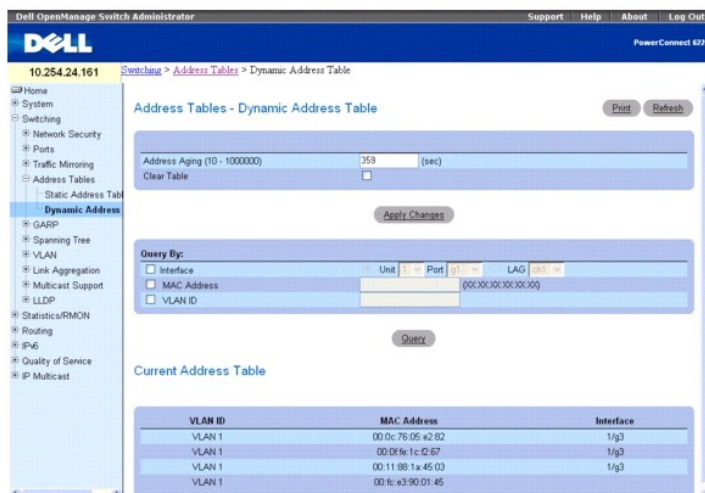 Dell OpenManage Switch Administrator Support Help About Log Out
DELL PowerConnect 622
10.254.24.161 Switching > Address Tables > Dynamic Address Table
Home
System
Switching
Network Security
Ports
Traffic Mirroring
Address Tables
Static Address Tabl
Dynamic Address
GARP
Spanning Tree
VLAN
Link Aggregation
Multicast Support
LLDP
Statistics/RMON
Routing
IPv6
Quality of Service
IP Multicast
Address Tables - Dynamic Address Table Print Refresh
Address Aging (10 - 1000000) 359 (sec)
Clear Table
Apply Changes
Query By:
Interface Unit 1 Port g1 LAG ch1
MAC Address (XX:XX:XX:XX:XX:XX)
VLAN ID
Query
Current Address Table
VLAN ID MAC Address Interface
VLAN 1 00:0c:76:05:e2:82 1/g3
VLAN 1 00:0f:fe:1c:f2:67 1/g3
VLAN 1 00:11:88:1a:45:03 1/g3
VLAN 1 00:fc:e3:90:01:45